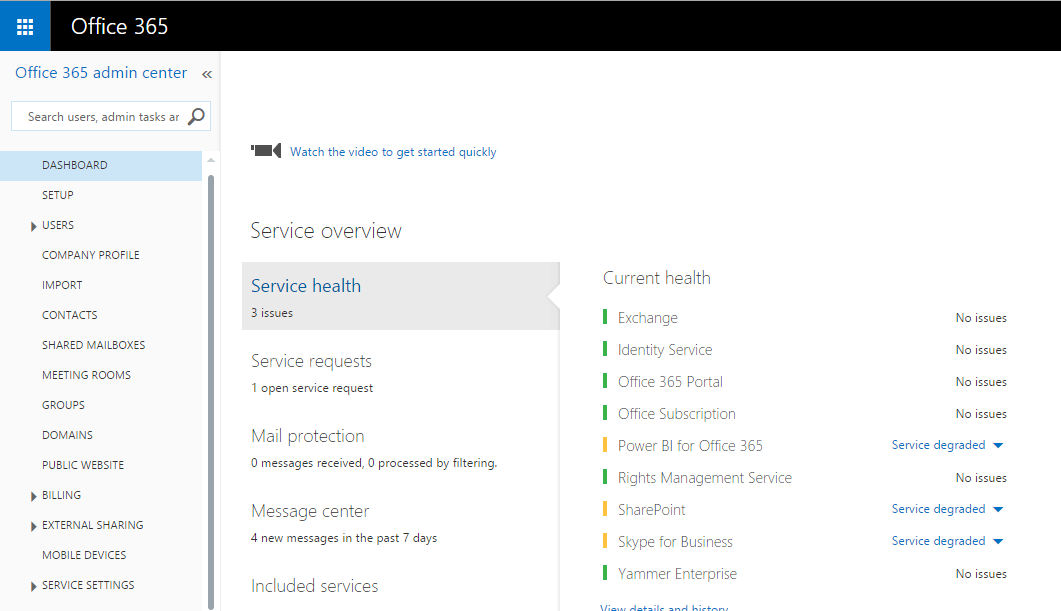 Office 365
Office 365 admin center «
Search users, admin tasks ar
DASHBOARD
SETUP
USERS
COMPANY PROFILE
IMPORT
CONTACTS
SHARED MAILBOXES
MEETING ROOMS
GROUPS
DOMAINS
PUBLIC WEBSITE
BILLING
EXTERNAL SHARING
MOBILE DEVICES
SERVICE SETTINGS
Watch the video to get started quickly
Service overview
Service health
3 issues
Service requests
1 open service request
Mail protection
0 messages received, 0 processed by filtering.
Message center
4 new messages in the past 7 days
Included services
Current health
Exchange No issues
Identity Service No issues
Office 365 Portal No issues
Office Subscription No issues
Power BI for Office 365 Service degraded
Rights Management Service No issues
SharePoint Service degraded
Skype for Business Service degraded
Yammer Enterprise No issues
View details and history